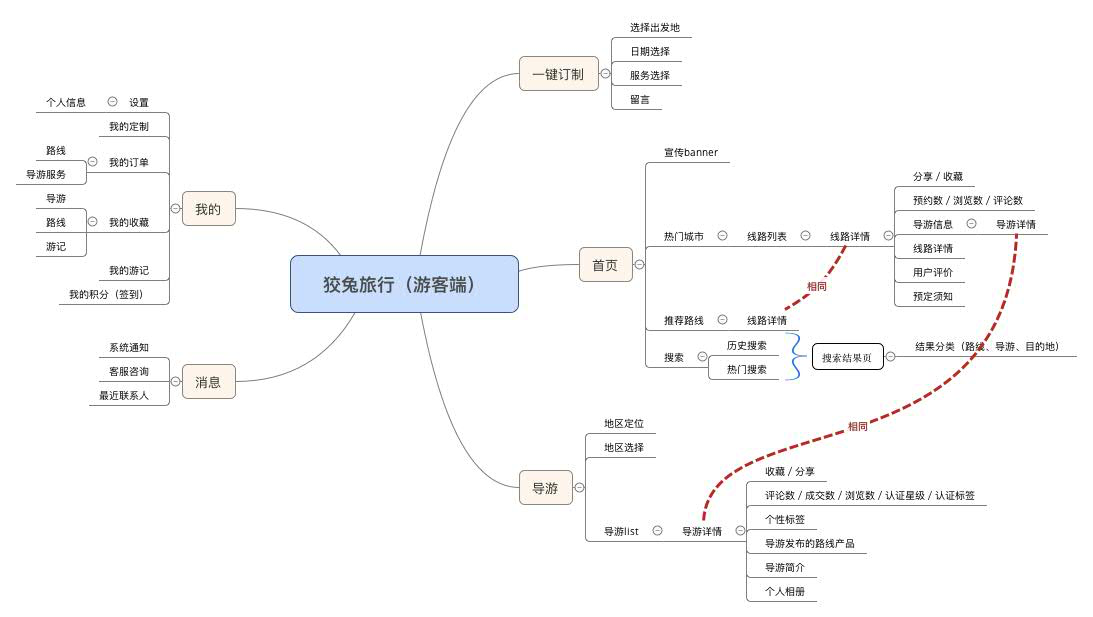 狡兔旅行（游客端）
一键订制
选择出发地
日期选择
服务选择
留言
首页
宣传banner
热门城市
线路列表
线路详情
分享 / 收藏
预约数 / 浏览数 / 评论数
导游信息
导游详情
线路详情
用户评价
预定须知
相同
推荐路线
线路详情
搜索
历史搜索
热门搜索
搜索结果页
结果分类（路线、导游、目的地）
相同
导游
地区定位
地区选择
导游list
导游详情
收藏 / 分享
评论数 / 成交数 / 浏览数 / 认证星级 / 认证标签
个性标签
导游发布的路线产品
导游简介
个人相册
我的
设置
个人信息
我的定制
我的订单
路线
导游服务
我的收藏
导游
路线
游记
我的游记
我的积分（签到）
消息
系统通知
客服咨询
最近联系人